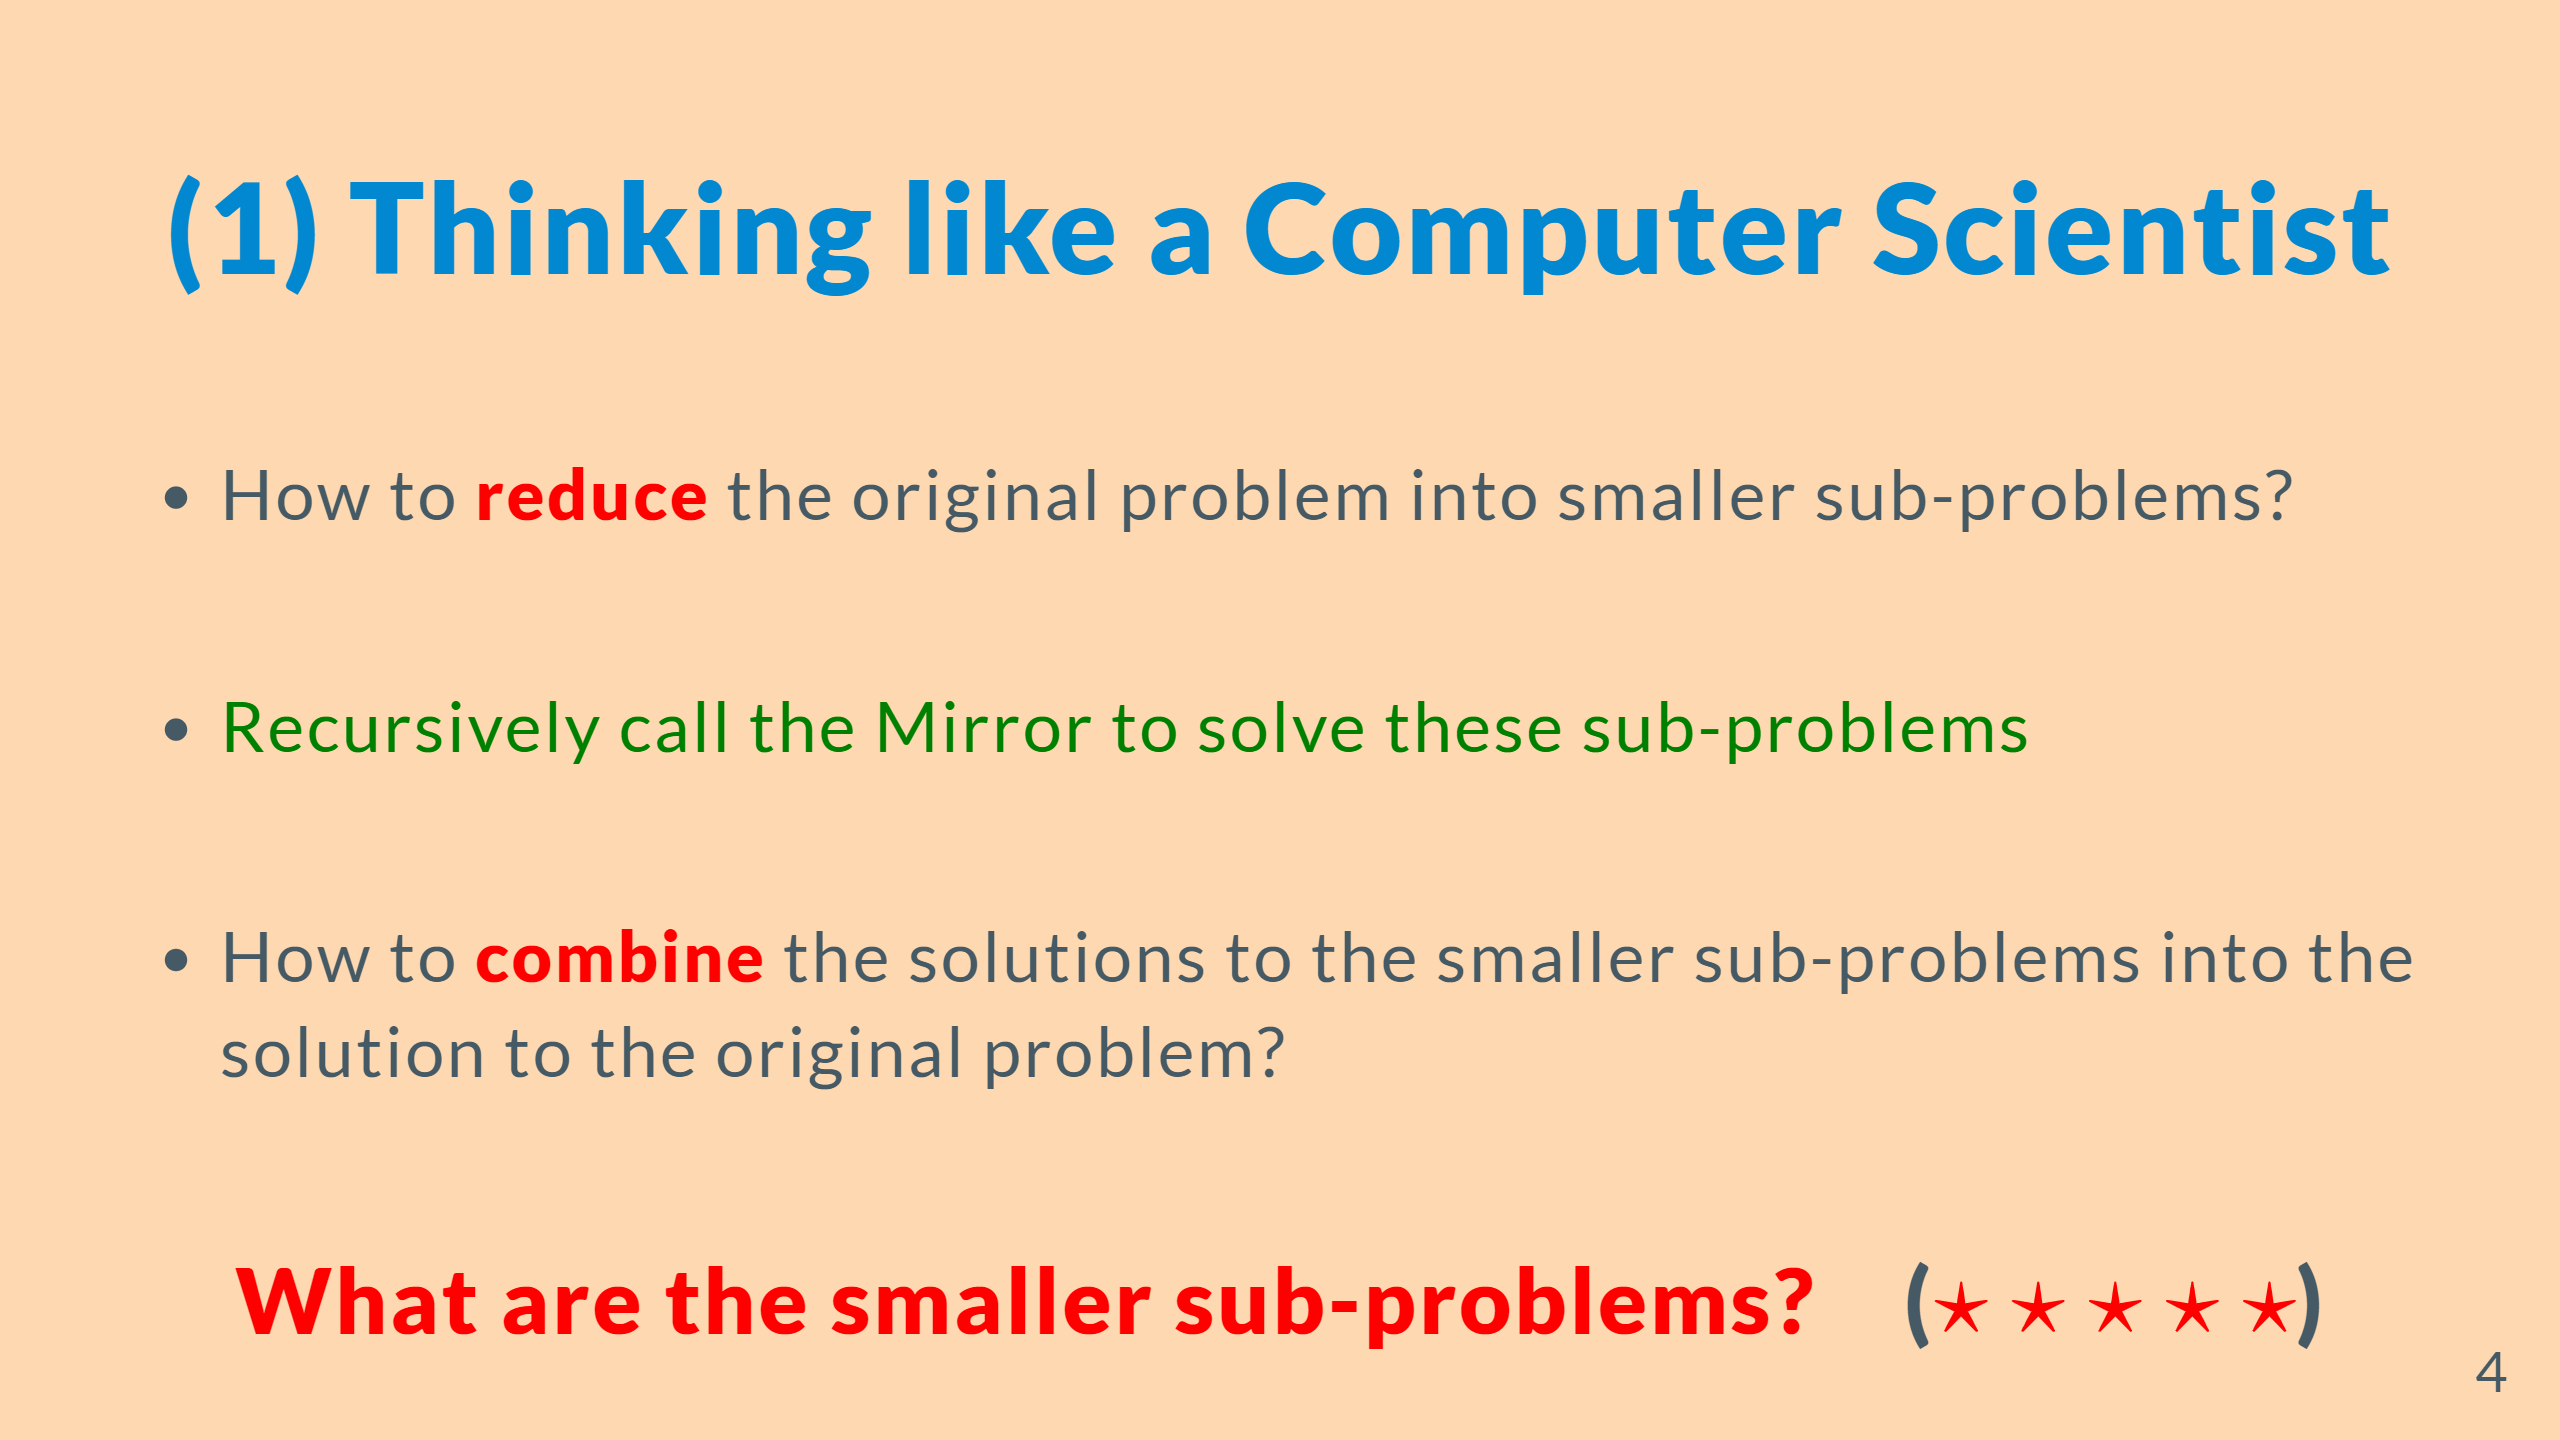 (1) Thinking like a Computer Scientist
• How to reduce the original problem into smaller sub-problems?
• Recursively call the Mirror to solve these sub-problems
• How to combine the solutions to the smaller sub-problems into the
solution to the original problem?
What are the smaller sub-problems? (★ ★ ★ ★ ★)
4